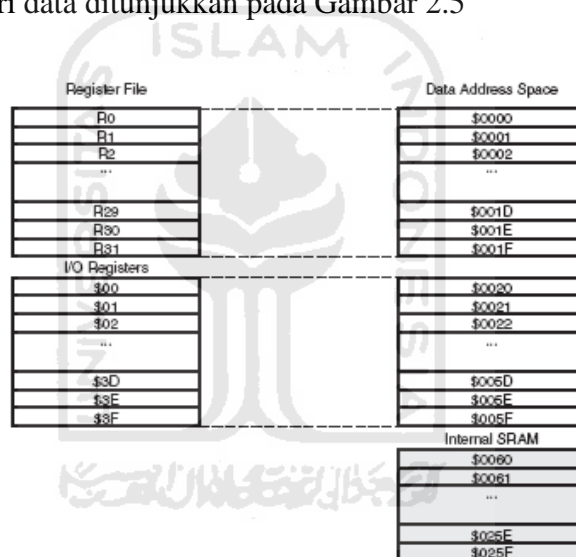 ri data ditunjukkan pada Gambar 2.5
ISLAM
UNIVERSITAS
INDONESIA
Register File
R0
R1
R2
...
R29
R30
R31
I/O Registers
$00
$01
$02
...
$3D
$3E
$3F
Data Address Space
$0000
$0001
$0002
...
$001D
$001E
$001F
$0020
$0021
$0022
...
$005D
$005E
$005F
Internal SRAM
$0060
$0061
...
$025E
$025F